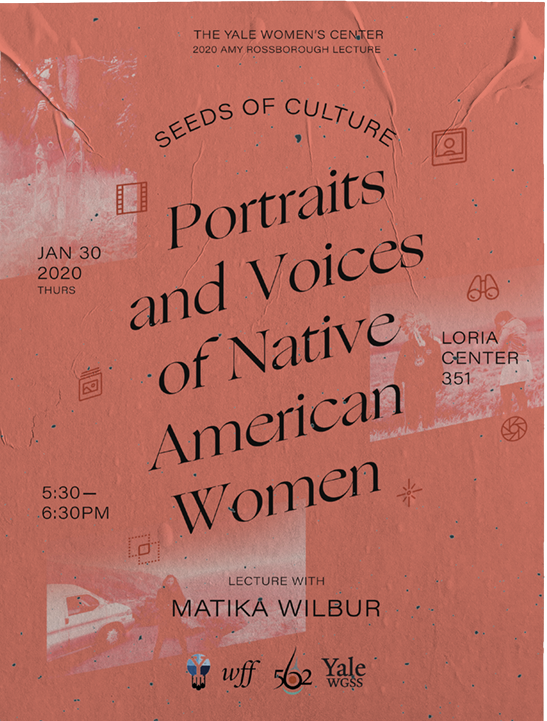 THE YALE WOMEN'S CENTER
2020 AMY ROSSBOROUGH LECTURE
SEEDS OF CULTURE
Portraits
and Voices
of Native
American
Women
JAN 30
2020
THURS
LORIA
CENTER
351
5:30—
6:30PM
LECTURE WITH
MATIKA WILBUR
wff
562
Yale
WGSS